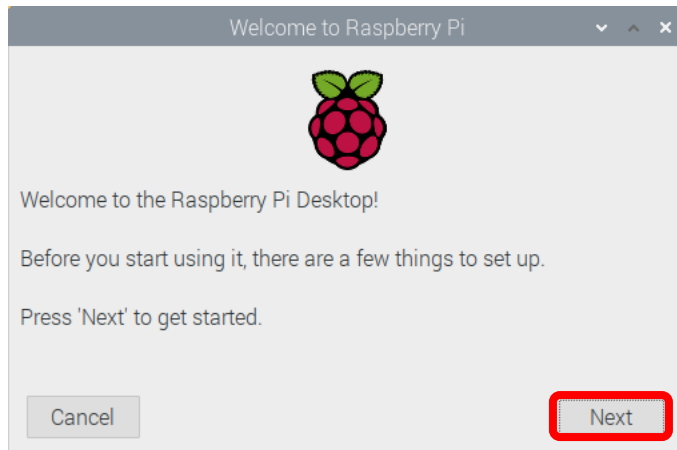 Welcome to Raspberry Pi
Welcome to the Raspberry Pi Desktop!
Before you start using it, there are a few things to set up.
Press 'Next' to get started.
Cancel
Next